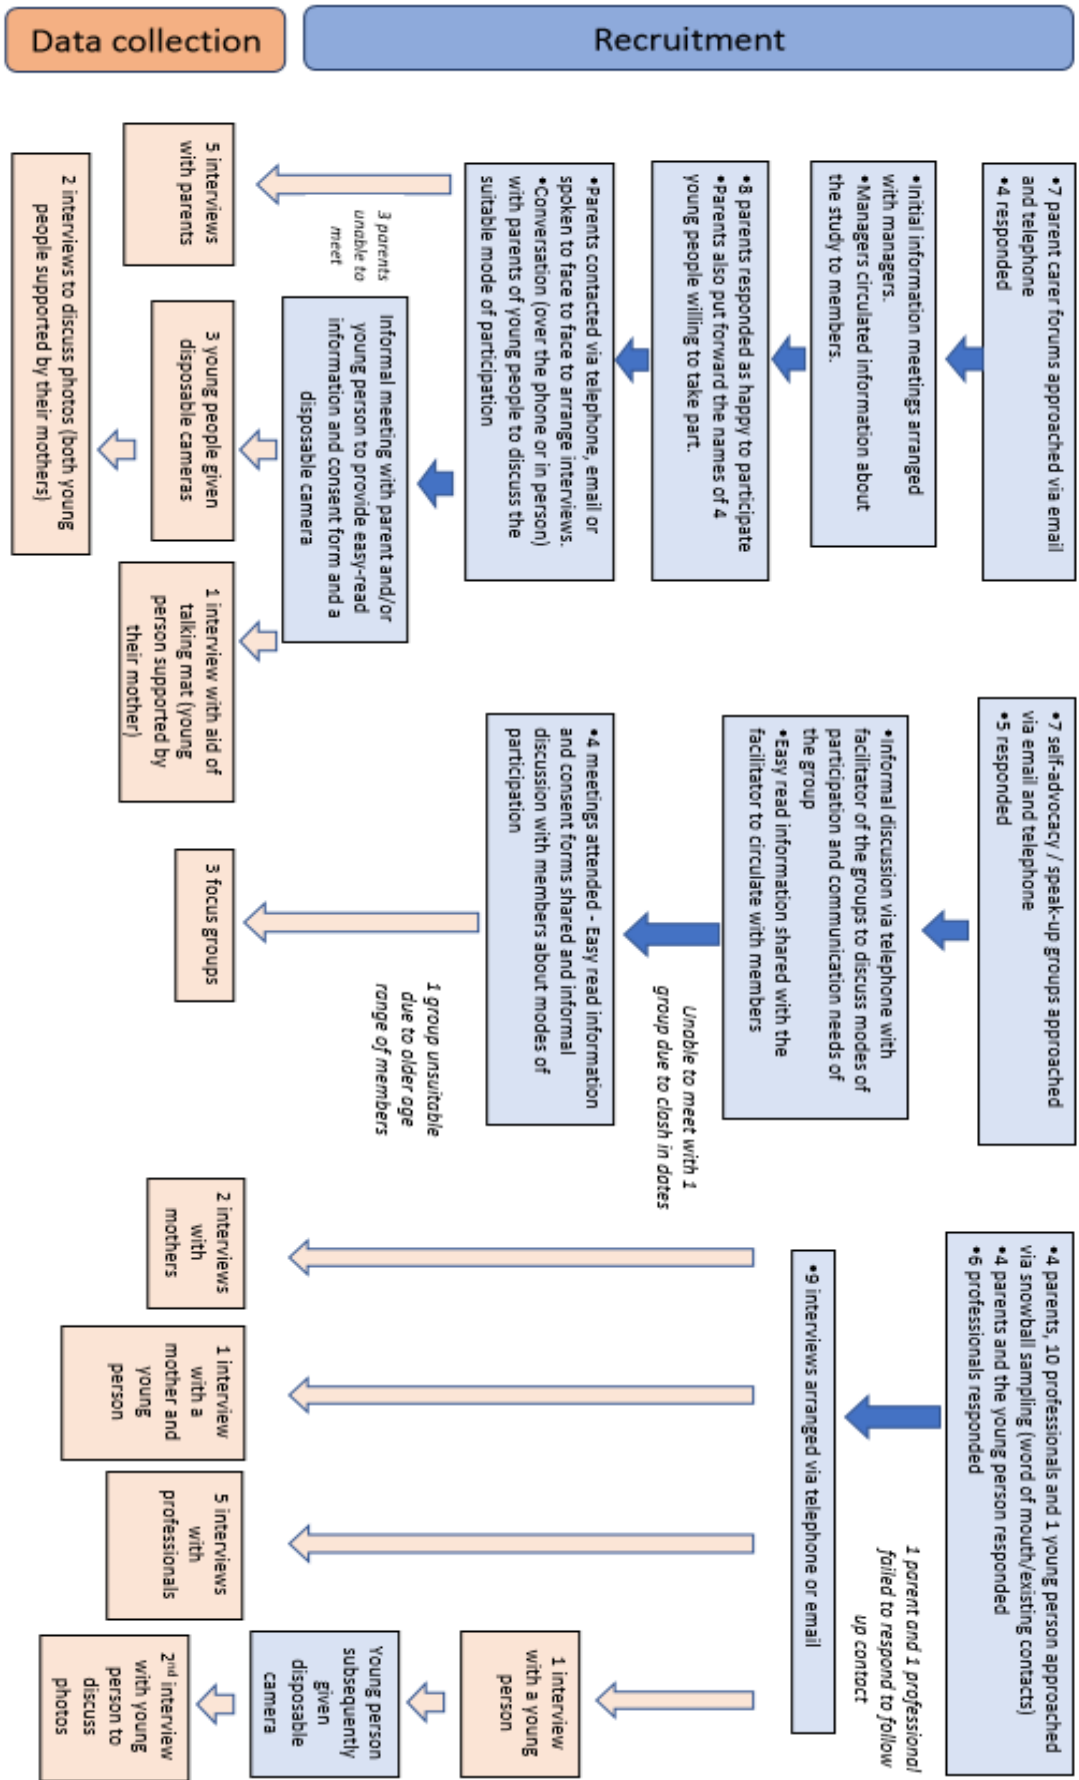 Recruitment
Data collection
•7 parent carer forums approached via email
and telephone
•4 responded
•Initial information meetings arranged
with managers.
•Managers circulated information about
the study to members.
•8 parents responded as happy to participate
•Parents also put forward the names of 4
young people willing to take part.
•Parents contacted via telephone, email or
spoken to face to face to arrange interviews.
•Conversation (over the phone or in person)
with parents of young people to discuss the
suitable mode of participation
3 parents
unable to
meet
Informal meeting with parent and/or
young person to provide easy-read
information and consent form and a
disposable camera
5 interviews
with parents
3 young people given
disposable cameras
2 interviews to discuss photos (both young
people supported by their mothers)
1 interview with aid of
talking mat (young
person supported by
their mother)
•7 self-advocacy / speak-up groups approached
via email and telephone
•5 responded
•Informal discussion via telephone with
facilitator of the groups to discuss modes of
participation and communication needs of
the group
•Easy read information shared with the
facilitator to circulate with members
Unable to meet with 1
group due to clash in dates
•4 meetings attended - Easy read information
and consent forms shared and informal
discussion with members about modes of
participation
1 group unsuitable
due to older age
range of members
3 focus groups
•4 parents, 10 professionals and 1 young person approached
via snowball sampling (word of mouth/existing contacts)
•4 parents and the young person responded
•6 professionals responded
1 parent and 1 professional
failed to respond to follow
up contact
•9 interviews arranged via telephone or email
2 interviews
with
mothers
1 interview
with a
mother and
young
person
5 interviews
with
professionals
1 interview
with a young
person
Young person
subsequently
given
disposable
camera
2nd interview
with young
person to
discuss
photos